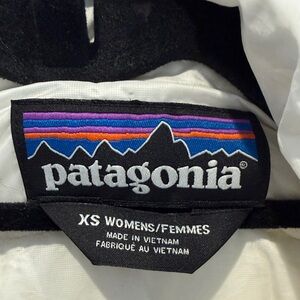 patagonia®
XS WOMENS/FEMMES
MADE IN VIETNAM
FABRIQUÉ AU VIETNAM